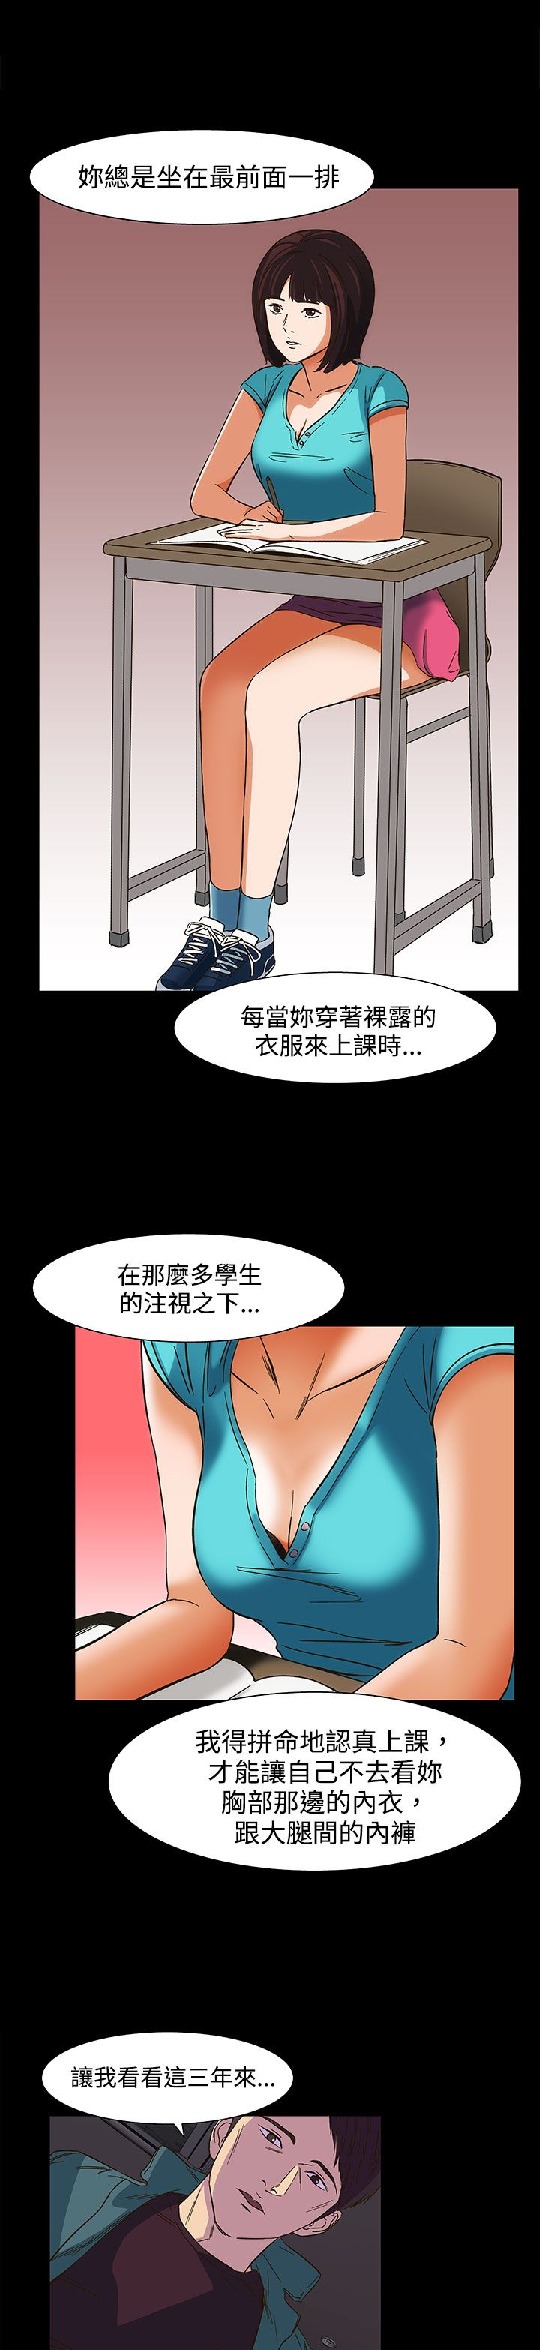 妳總是坐在最前面一排
每當妳穿著裸露的
衣服來上課時...
在那麼多學生
的注視之下...
我得拼命地認真上課，
才能讓自己不去看妳
胸部那邊的內衣，
跟大腿間的內褲
讓我看看這三年來...